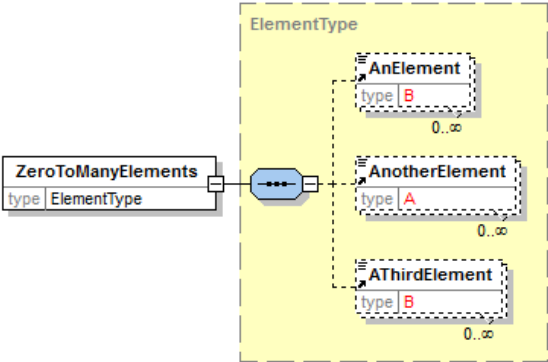 ElementType
AnElement
type B
0..∞
ZeroToManyElements
type ElementType
AnotherElement
type A
0..∞
AThirdElement
type B
0..∞